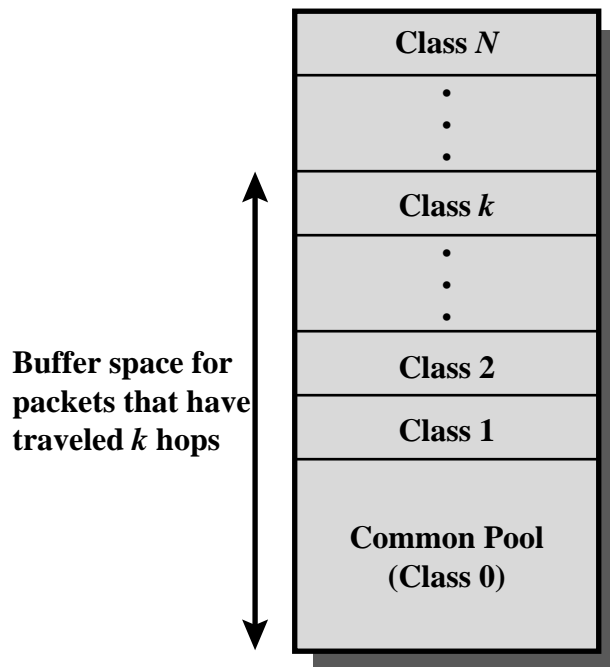 Class N
Class k
Buffer space for
packets that have
traveled k hops
Class 2
Class 1
Common Pool
(Class 0)